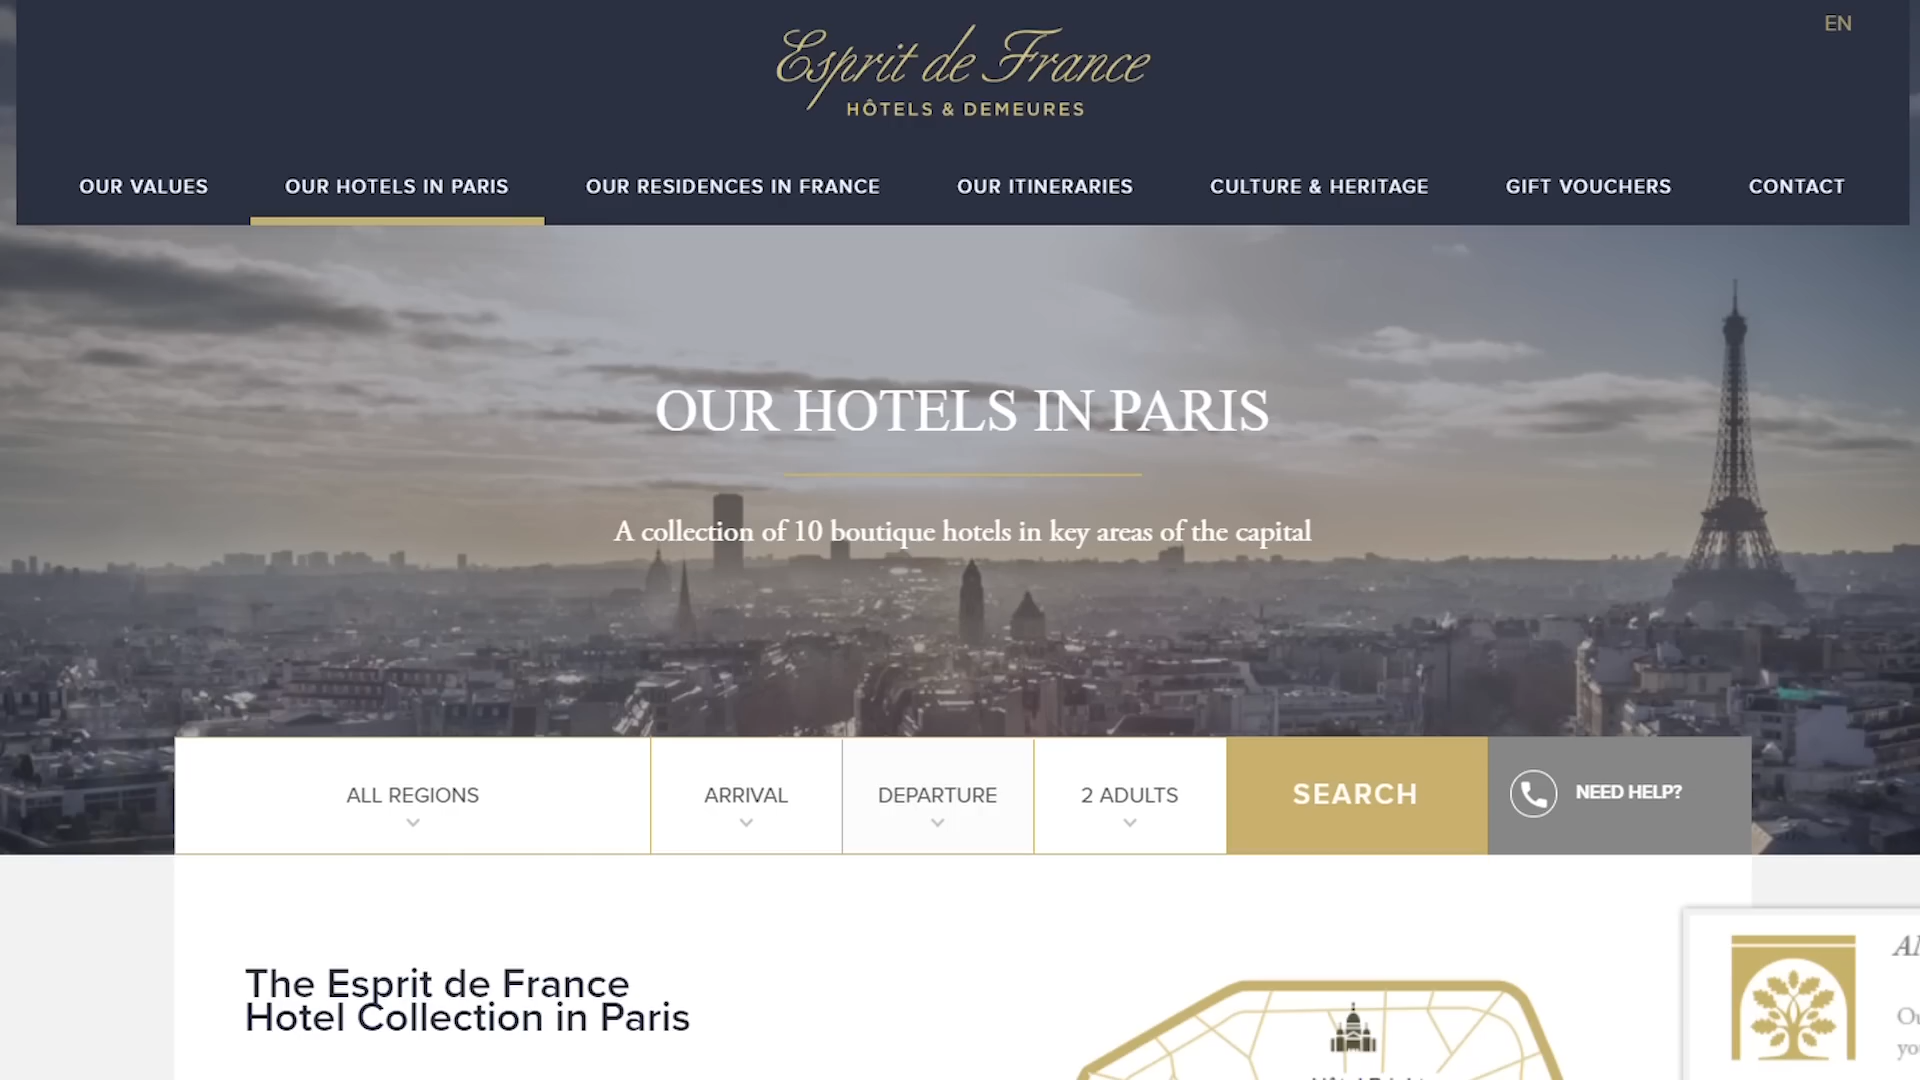 EN
Esprit de France
HÔTELS & DEMEURES
OUR VALUES
OUR HOTELS IN PARIS
OUR RESIDENCES IN FRANCE
OUR ITINERARIES
CULTURE & HERITAGE
GIFT VOUCHERS
CONTACT
OUR HOTELS IN PARIS
A collection of 10 boutique hotels in key areas of the capital
ALL REGIONS
ARRIVAL
DEPARTURE
2 ADULTS
SEARCH
NEED HELP?
The Esprit de France
Hotel Collection in Paris